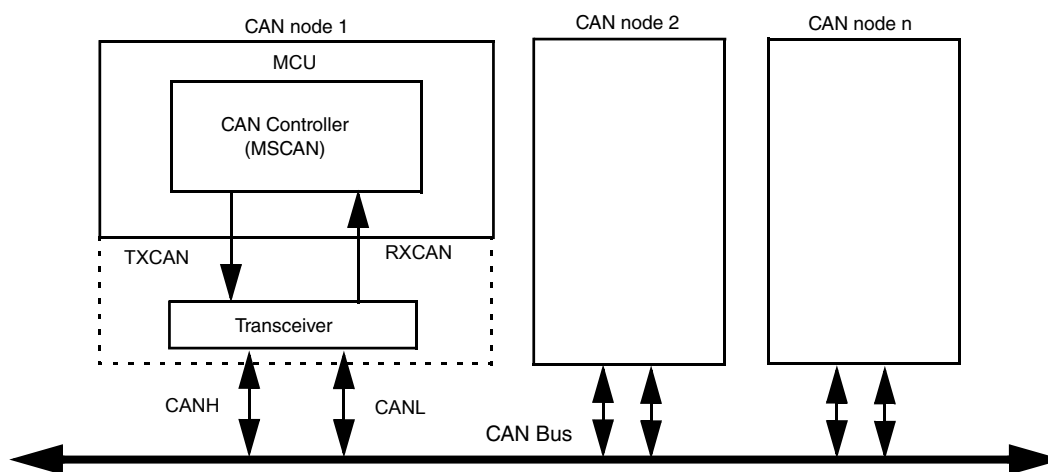 CAN node 1
CAN node 2
CAN node n
MCU
CAN Controller
(MSCAN)
TXCAN
RXCAN
Transceiver
CANH
CANL
CAN Bus